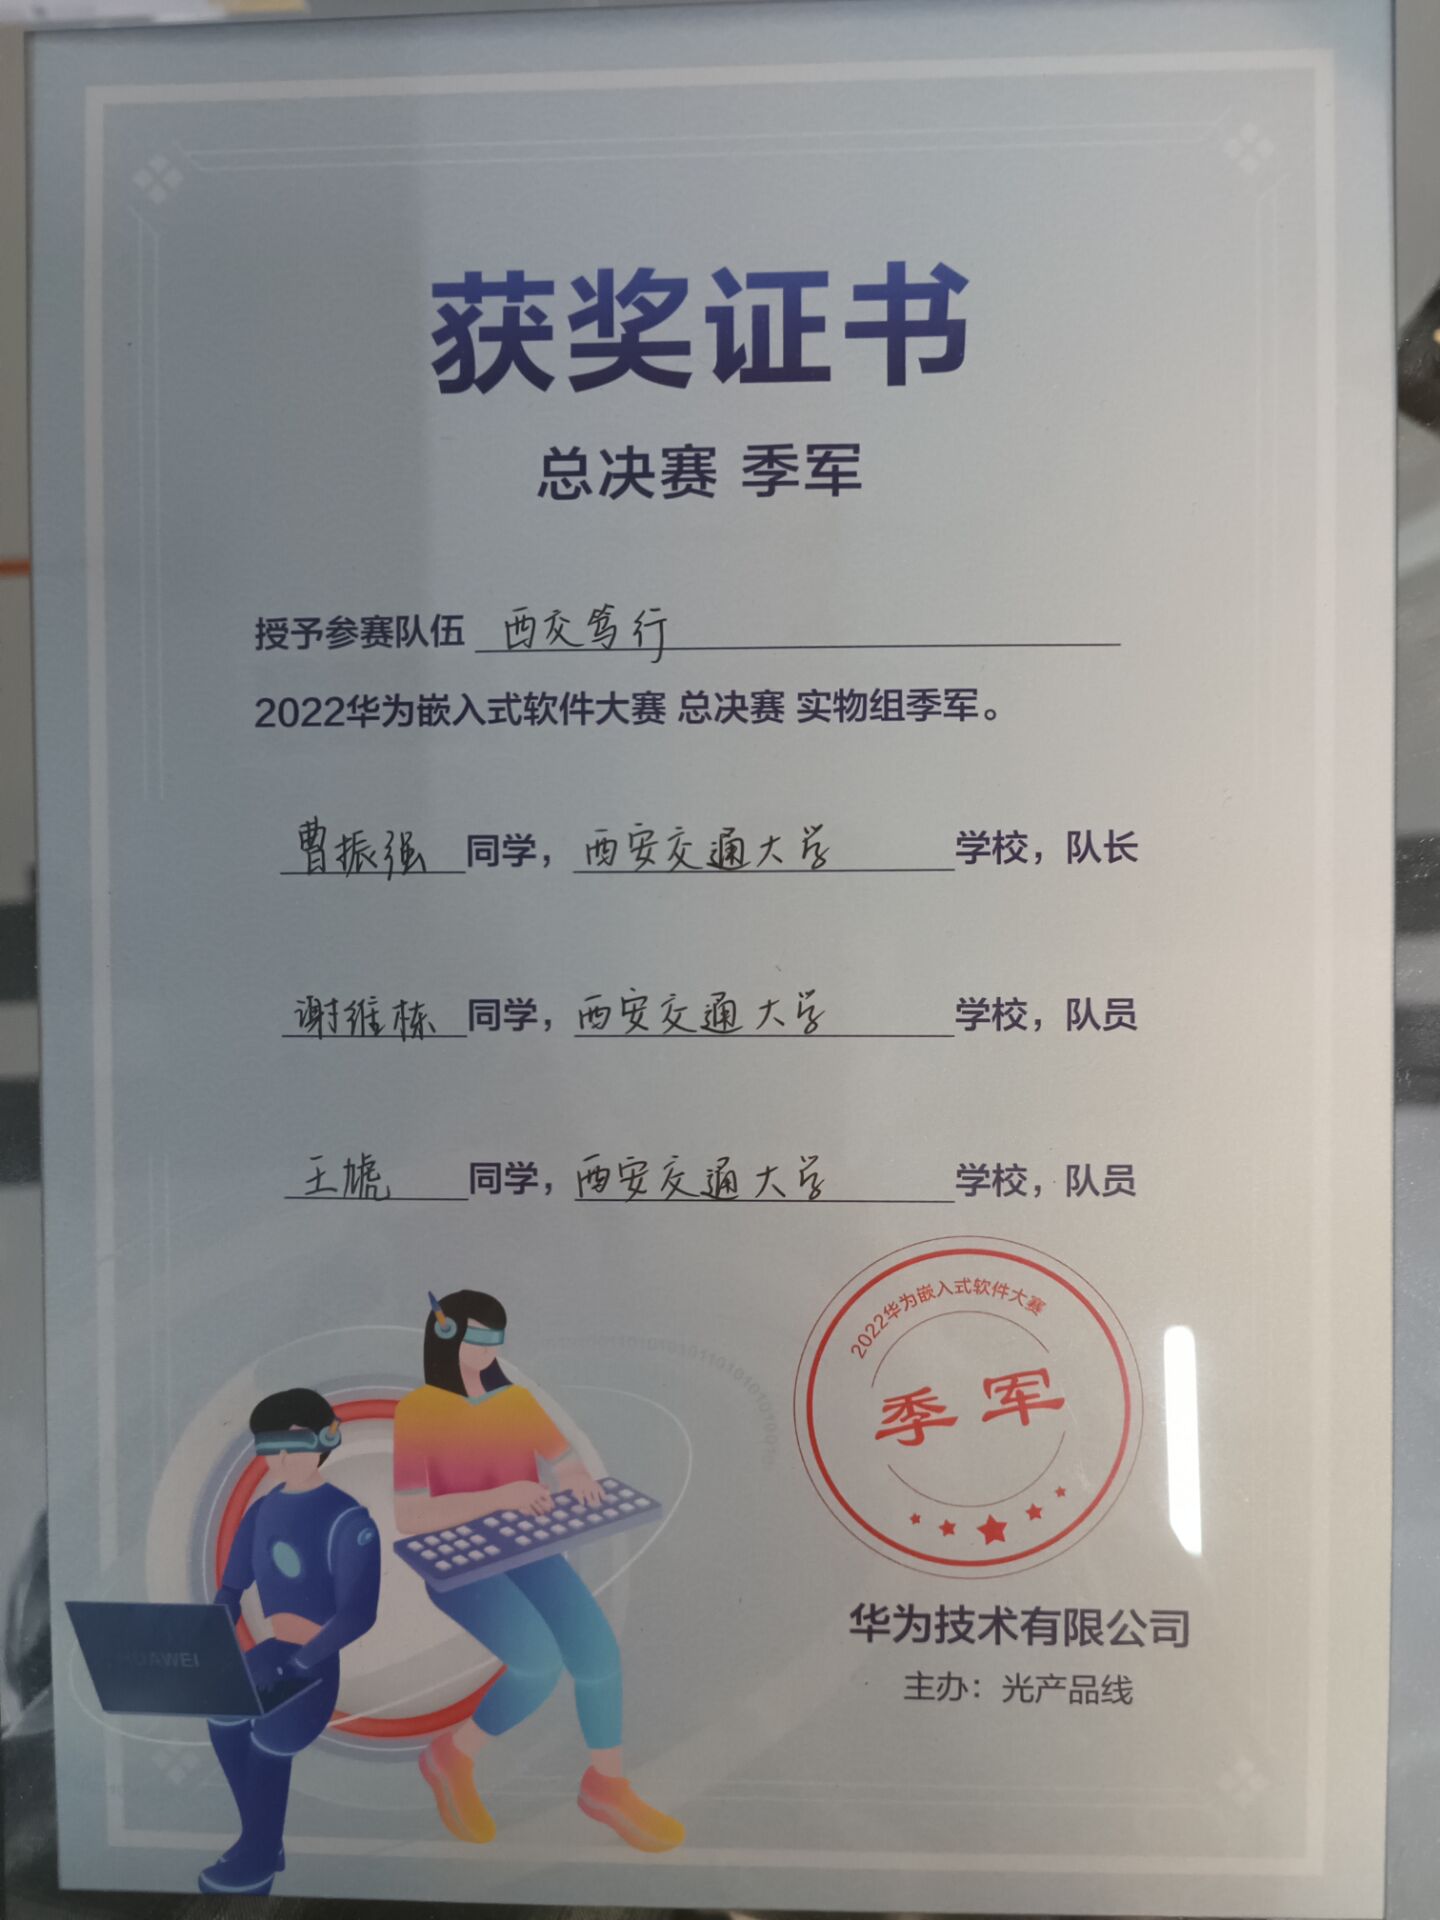 获奖证书
总决赛 季军
授予参赛队伍 西交笃行
2022华为嵌入式软件大赛 总决赛 实物组季军。
曹振强 同学，西安交通大学 学校，队长
谢维栋 同学，西安交通大学 学校，队员
王虓 同学，西安交通大学 学校，队员
2022华为嵌入式软件大赛
季军
HUAWEI
华为技术有限公司
主办：光产品线